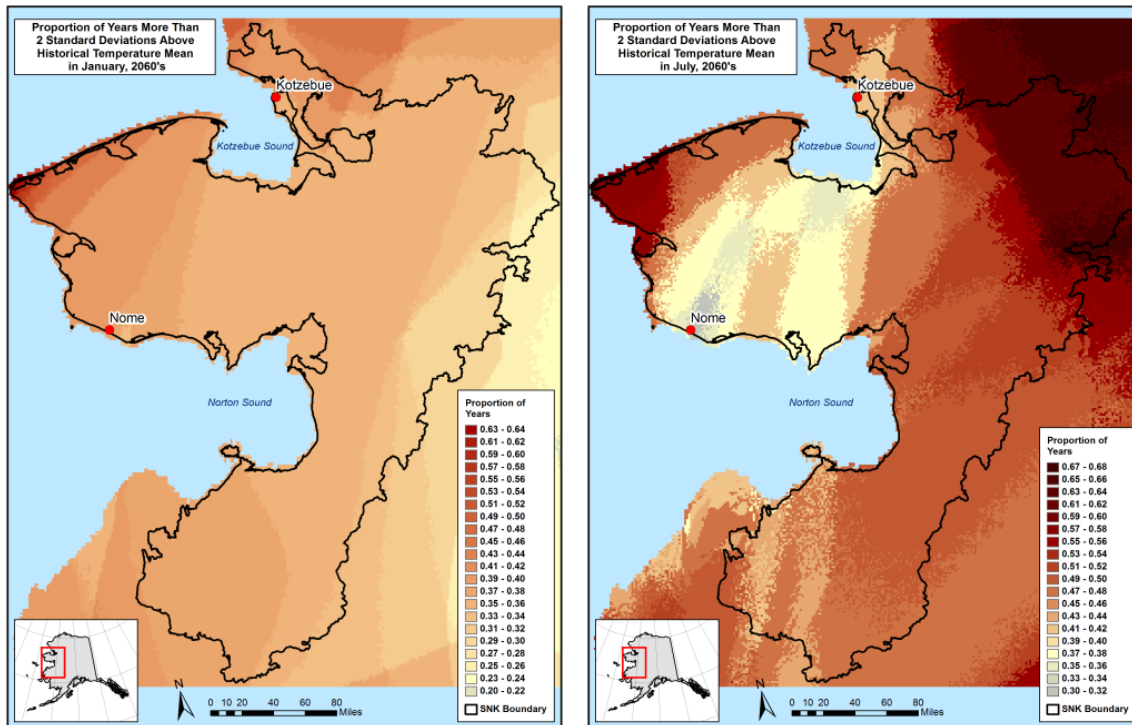 Proportion of Years More Than
2 Standard Deviations Above
Historical Temperature Mean
in January, 2060's
Kotzebue
Kotzebue Sound
Nome
Norton Sound
Proportion of
Years
0.63 - 0.64
0.61 - 0.62
0.59 - 0.60
0.57 - 0.58
0.55 - 0.56
0.53 - 0.54
0.51 - 0.52
0.49 - 0.50
0.47 - 0.48
0.45 - 0.46
0.43 - 0.44
0.41 - 0.42
0.39 - 0.40
0.37 - 0.38
0.35 - 0.36
0.33 - 0.34
0.31 - 0.32
0.29 - 0.30
0.27 - 0.28
0.25 - 0.26
0.23 - 0.24
0.20 - 0.22
SNK Boundary
N
0 10 20 40 60 80
Miles
Proportion of Years More Than
2 Standard Deviations Above
Historical Temperature Mean
in July, 2060's
Kotzebue
Kotzebue Sound
Nome
Norton Sound
Proportion of
Years
0.67 - 0.68
0.65 - 0.66
0.63 - 0.64
0.61 - 0.62
0.59 - 0.60
0.57 - 0.58
0.55 - 0.56
0.53 - 0.54
0.51 - 0.52
0.49 - 0.50
0.47 - 0.48
0.45 - 0.46
0.43 - 0.44
0.41 - 0.42
0.39 - 0.40
0.37 - 0.38
0.35 - 0.36
0.33 - 0.34
0.30 - 0.32
SNK Boundary
N
0 10 20 40 60 80
Miles